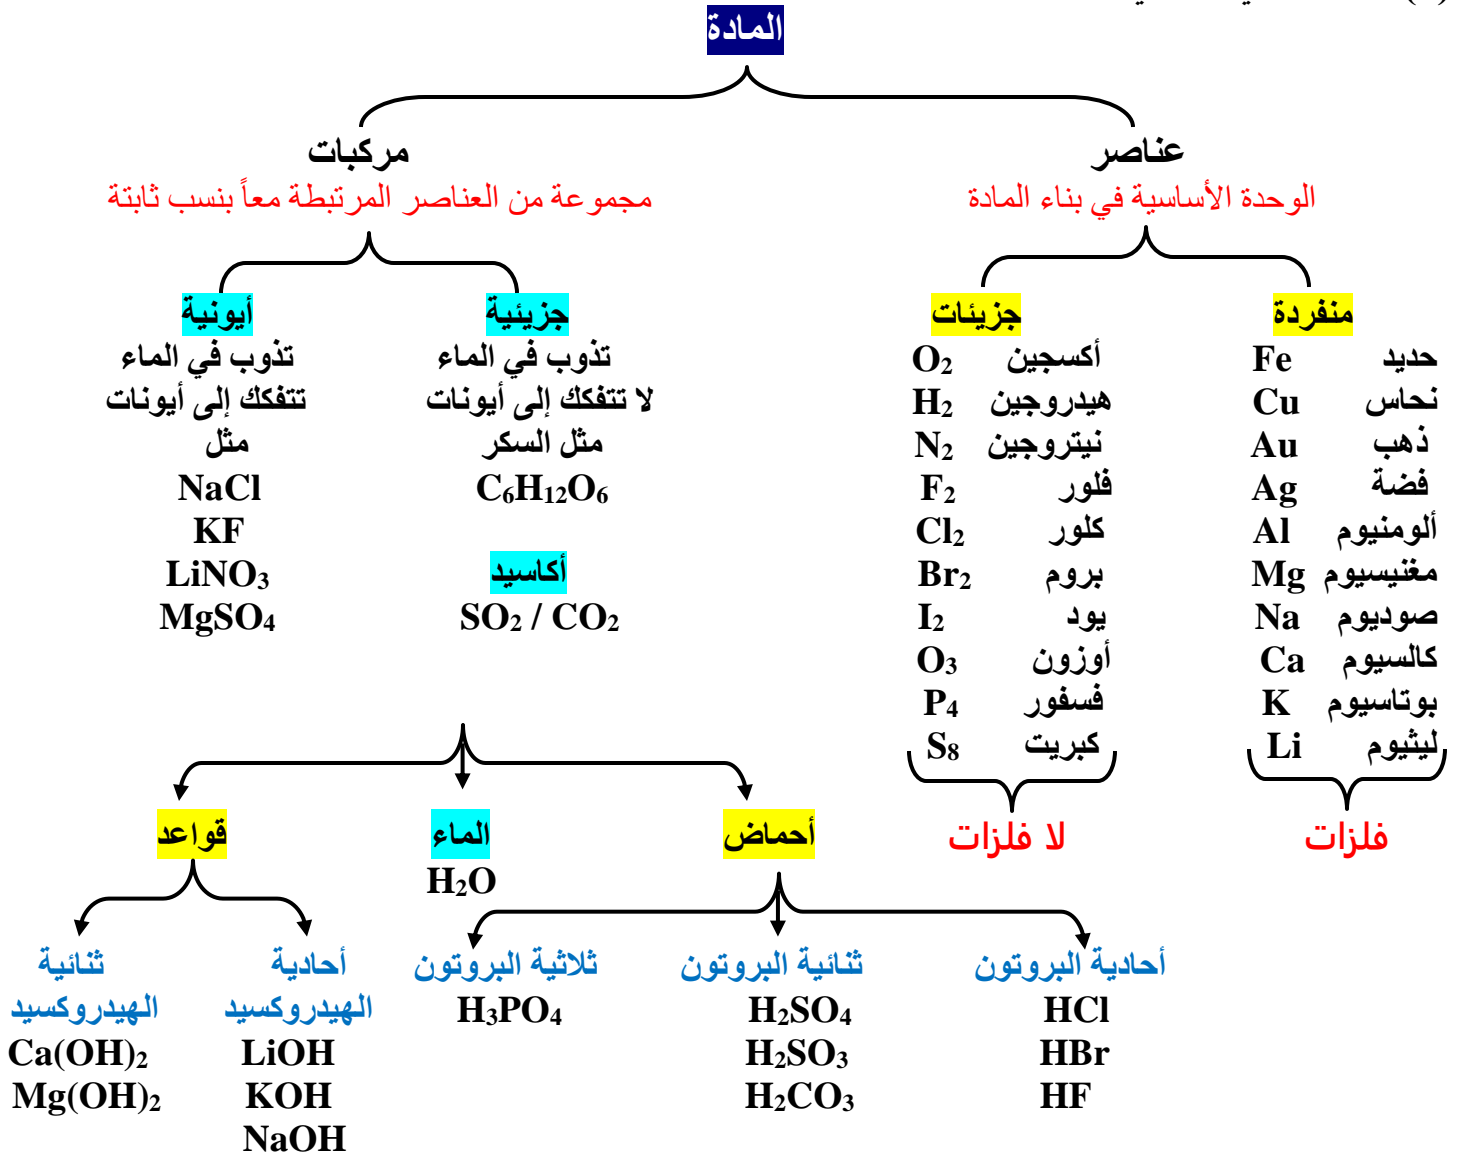 المادة
عناصر
الوحدة الأساسية في بناء المادة
منفردة
حديد Fe
نحاس Cu
ذهب Au
فضة Ag
ألومنيوم Al
مغنيسيوم Mg
صوديوم Na
كالسيوم Ca
بوتاسيوم K
ليثيوم Li
فلزات
جزيئات
أكسجين O₂
هيدروجين H₂
نيتروجين N₂
فلور F₂
كلور Cl₂
بروم Br₂
يود I₂
أوزون O₃
فسفور P₄
كبريت S₈
لا فلزات
مركبات
مجموعة من العناصر المرتبطة معاً بنسب ثابتة
جزيئية
تذوب في الماء
لا تتفكك إلى أيونات
مثل السكر
C₆H₁₂O₆
أكاسيد
SO₂ / CO₂
أيونية
تذوب في الماء
تتفكك إلى أيونات
مثل
NaCl
KF
LiNO₃
MgSO₄
أحماض
أحادية البروتون
HCl
HBr
HF
ثنائية البروتون
H₂SO₄
H₂SO₃
H₂CO₃
ثلاثية البروتون
H₃PO₄
الماء
H₂O
قواعد
أحادية
الهيدروكسيد
LiOH
KOH
NaOH
ثنائية
الهيدروكسيد
Ca(OH)₂
Mg(OH)₂